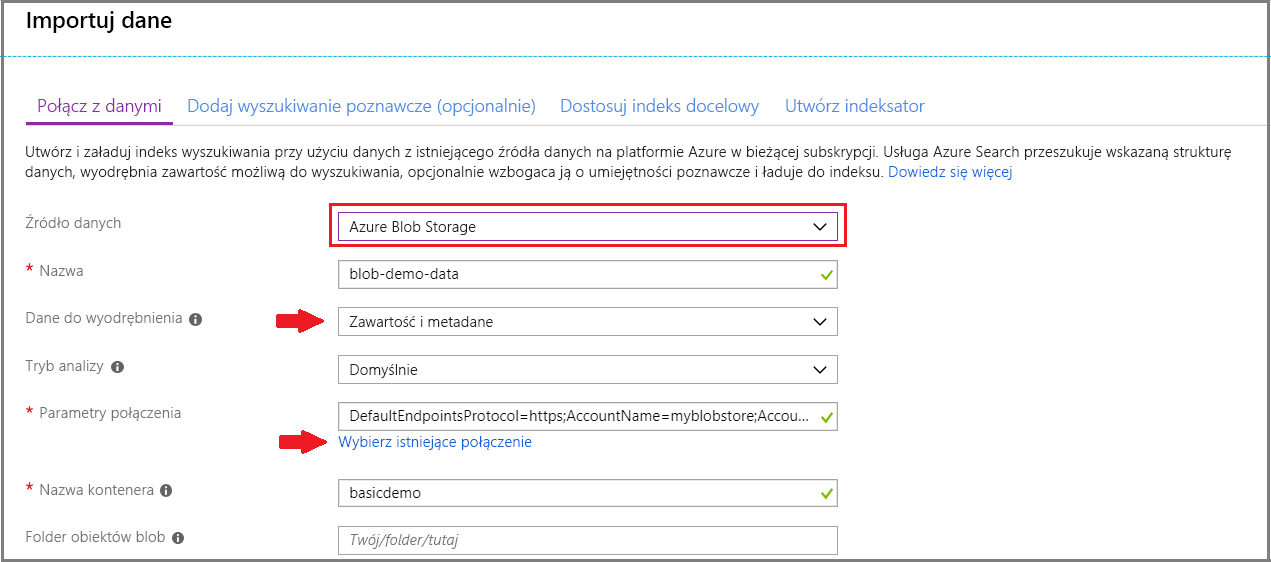 Importuj dane
Połącz z danymi Dodaj wyszukiwanie poznawcze (opcjonalnie) Dostosuj indeks docelowy Utwórz indeksator
Utwórz i załaduj indeks wyszukiwania przy użyciu danych z istniejącego źródła danych na platformie Azure w bieżącej subskrypcji. Usługa Azure Search przeszukuje wskazaną strukturę
danych, wyodrębnia zawartość możliwą do wyszukiwania, opcjonalnie wzbogaca ją o umiejętności poznawcze i ładuje do indeksu. Dowiedz się więcej
Źródło danych Azure Blob Storage
* Nazwa blob-demo-data
Dane do wyodrębnienia Zawartość i metadane
Tryb analizy Domyślnie
* Parametry połączenia DefaultEndpointsProtocol=https;AccountName=myblobstore;Accou...
Wybierz istniejące połączenie
* Nazwa kontenera basicdemo
Folder obiektów blob Twój/folder/tutaj